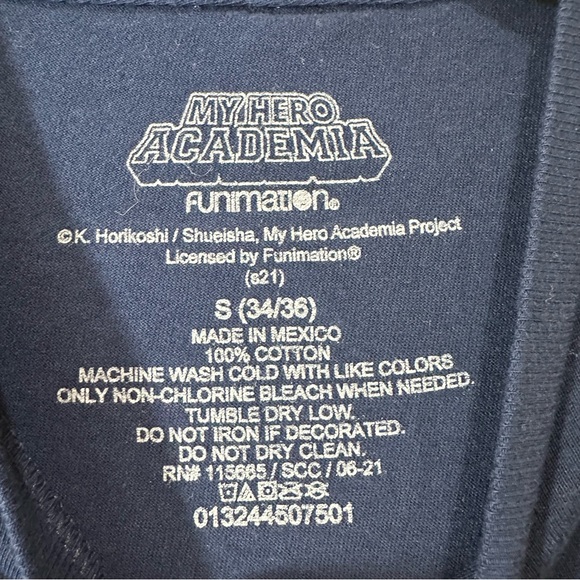 MY HERO
ACADEMIA
FUNIMATION®
©K. Horikoshi / Shueisha, My Hero Academia Project
Licensed by Funimation®
(s21)
S (34/36)
MADE IN MEXICO
100% COTTON
MACHINE WASH COLD WITH LIKE COLORS
ONLY NON-CHLORINE BLEACH WHEN NEEDED.
TUMBLE DRY LOW.
DO NOT IRON IF DECORATED.
DO NOT DRY CLEAN.
RN# 115665 / SCC / 06-21
013244507501